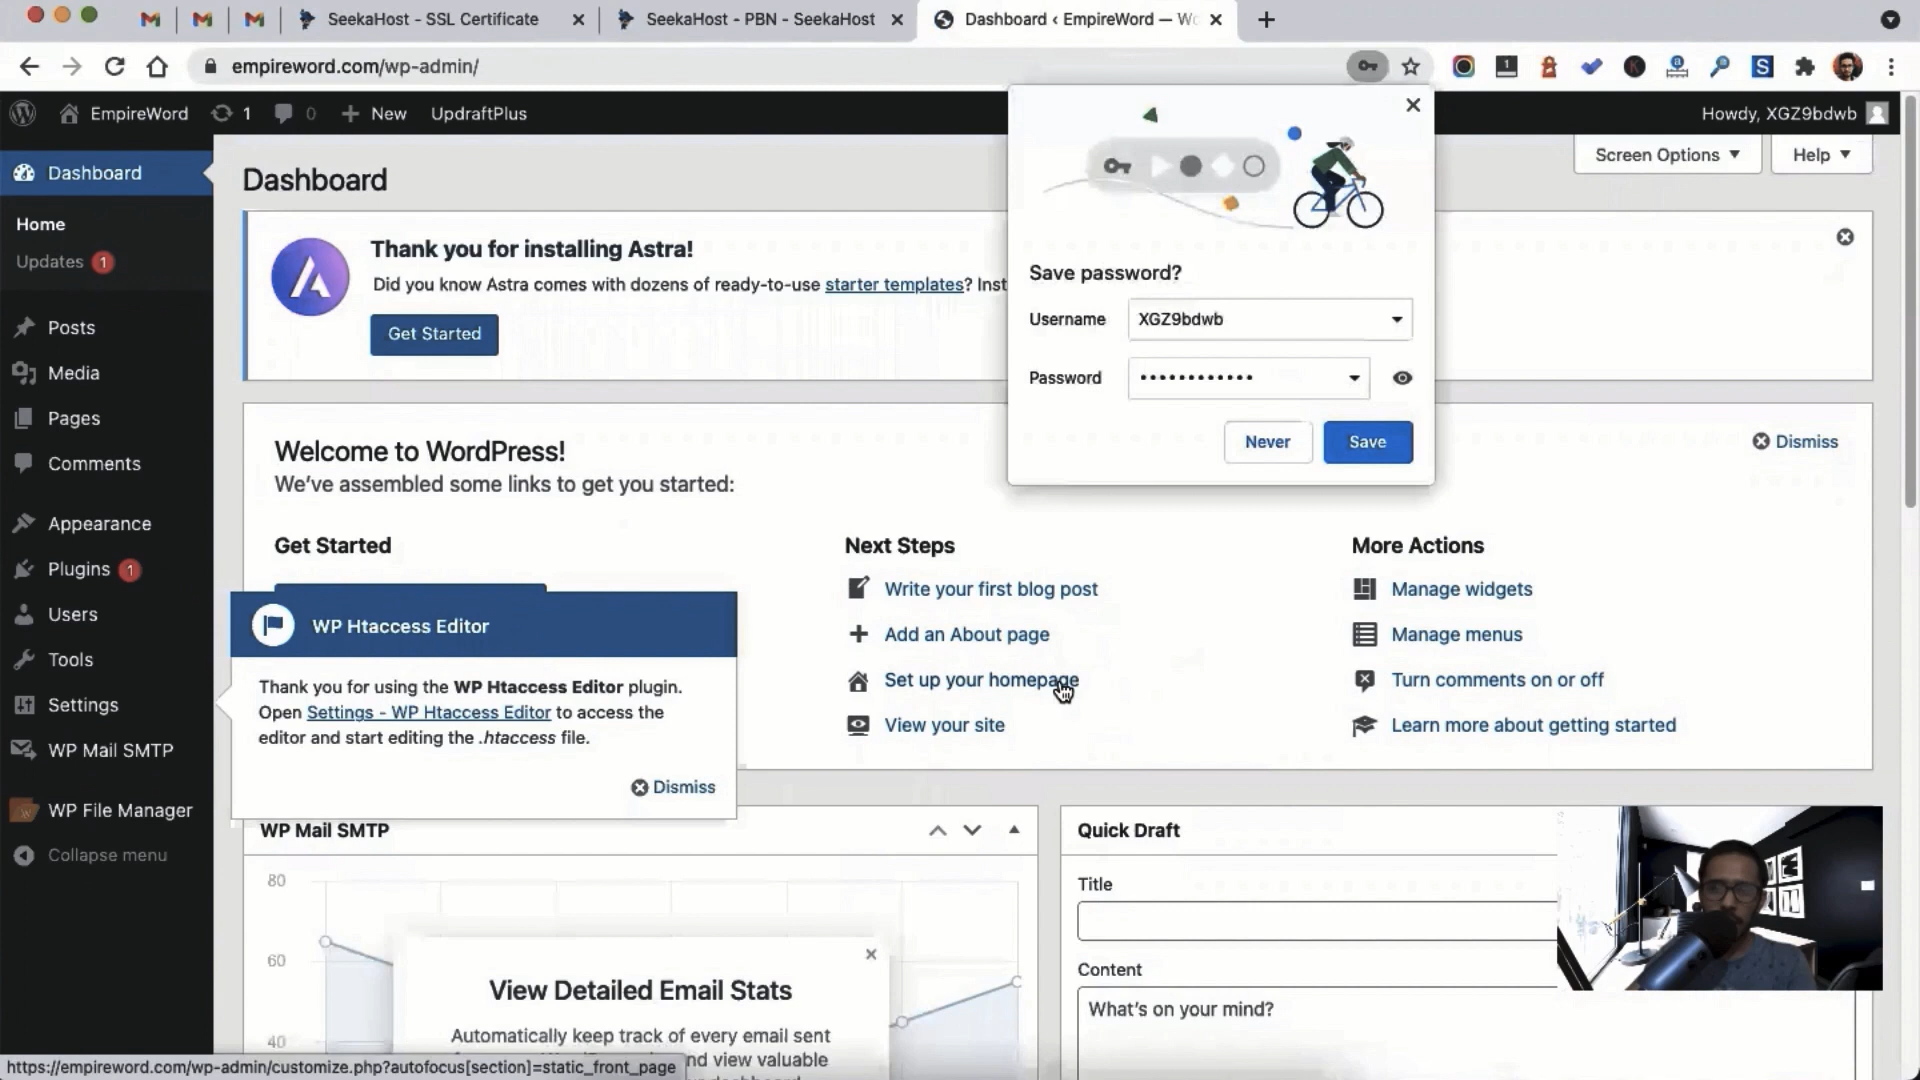 SeekaHost - SSL Certificate
SeekaHost - PBN - SeekaHost
Dashboard ‹ EmpireWord — Wo
empireword.com/wp-admin/
EmpireWord
1
0
New
UpdraftPlus
Howdy, XGZ9bdwb
Dashboard
Home
Updates 1
Posts
Media
Pages
Comments
Appearance
Plugins 1
Users
Tools
Settings
WP Mail SMTP
WP File Manager
Collapse menu
Dashboard
Screen Options
Help
Thank you for installing Astra!
Did you know Astra comes with dozens of ready-to-use starter templates? Inst
Get Started
Save password?
Username XGZ9bdwb
Password ••••••••••••
Never
Save
Welcome to WordPress!
We've assembled some links to get you started:
Dismiss
Get Started
Next Steps
Write your first blog post
Add an About page
Set up your homepage
View your site
More Actions
Manage widgets
Manage menus
Turn comments on or off
Learn more about getting started
WP Htaccess Editor
Thank you for using the WP Htaccess Editor plugin.
Open Settings - WP Htaccess Editor to access the
editor and start editing the .htaccess file.
Dismiss
WP Mail SMTP
80
60
40
View Detailed Email Stats
Automatically keep track of every email sent
nd view valuable
Quick Draft
Title
Content
What's on your mind?
https://empireword.com/wp-admin/customize.php?autofocus[section]=static_front_page